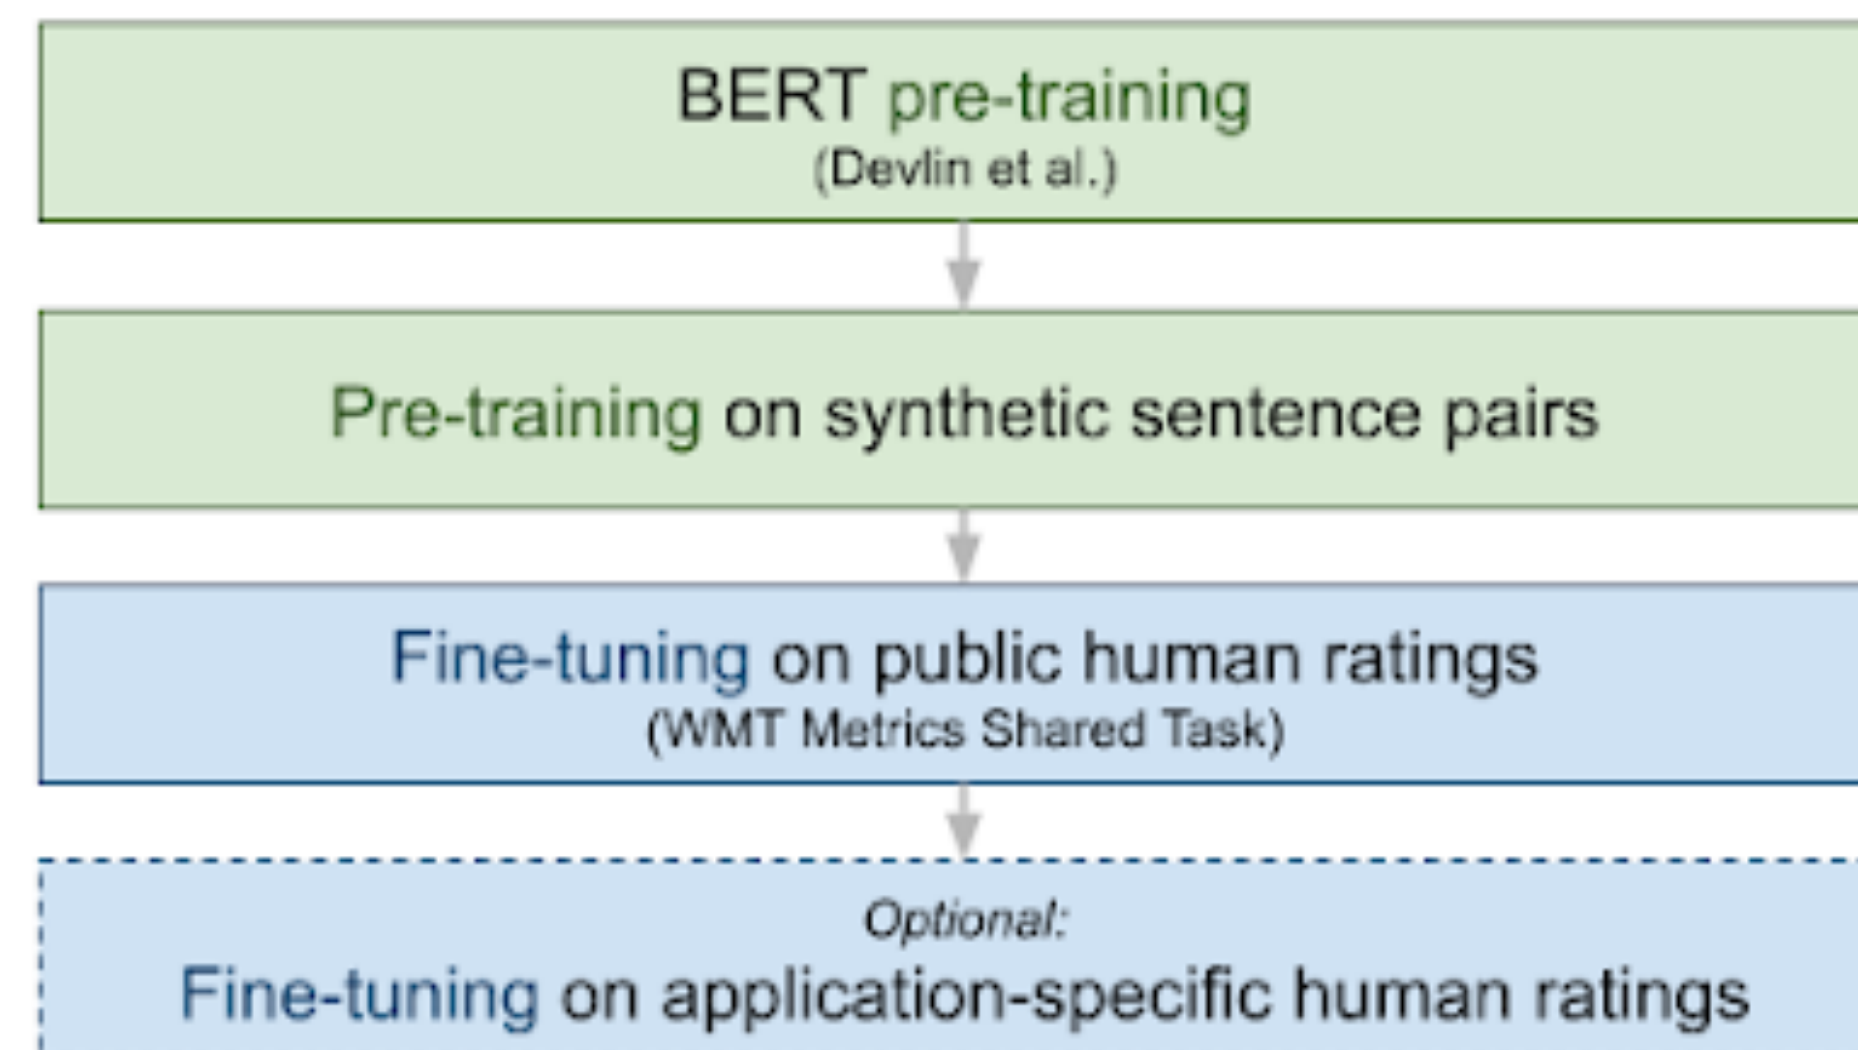 BERT pre-training
(Devlin et al.)
Pre-training on synthetic sentence pairs
Fine-tuning on public human ratings
(WMT Metrics Shared Task)
Optional:
Fine-tuning on application-specific human ratings